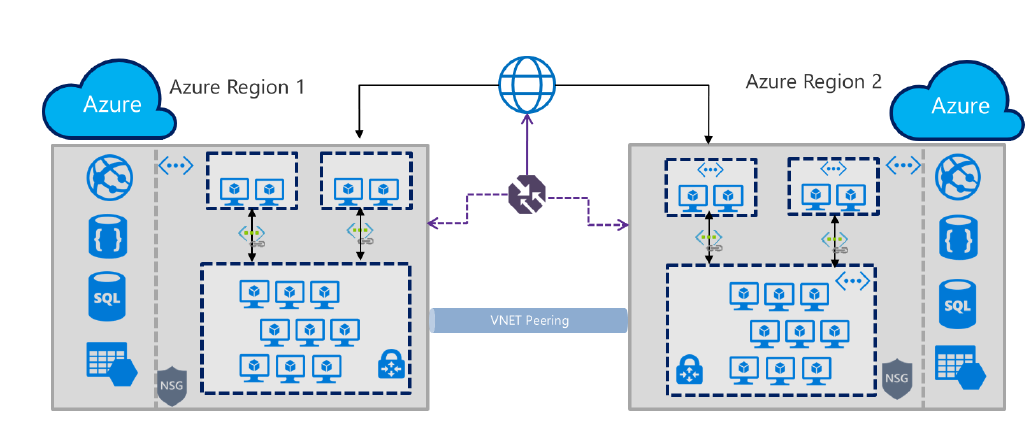 Azure
Azure Region 1
Azure Region 2
Azure
{ }
{ }
SQL
VNET Peering
SQL
NSG
NSG